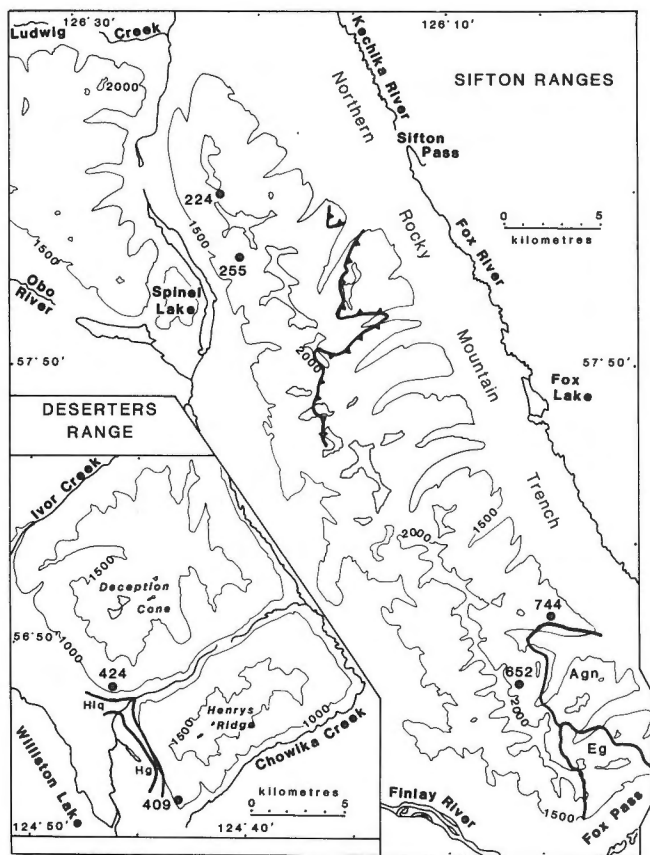 126°30'
126°10'
Ludwig
Creek
Kechika River
SIFTON RANGES
2000
Northern
Sifton
Pass
224
1500
Rocky
5
0
kilometres
Fox River
255
1500
Obo
River
Spinel
Lake
Mountain
2000
57°50'
57°50'
Fox
Lake
DESERTERS
RANGE
Ivor Creek
Trench
1500
2000
1500
Deception
Cone
744
56°50'
1000
652
Agn
424
2000
Hlq
Henrys
Ridge
1500
1000
Eg
Williston Lake
Hg
Chowika Creek
0
5
kilometres
Finlay River
1500
Fox Pass
409
124°50'
124°40'